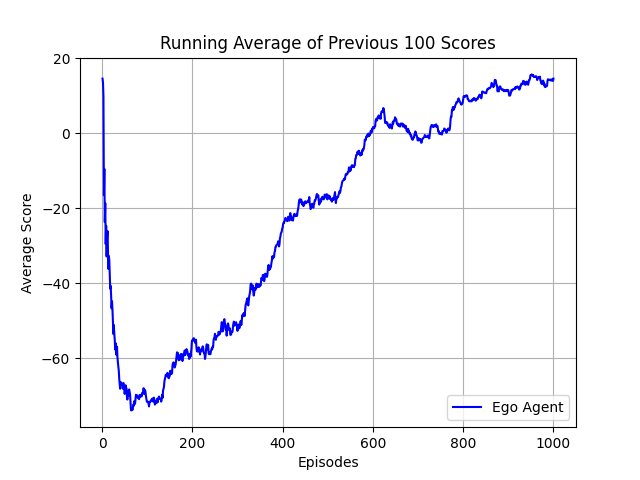 Running Average of Previous 100 Scores
20
0
−20
−40
−60
Average Score
0 200 400 600 800 1000
Episodes
Ego Agent